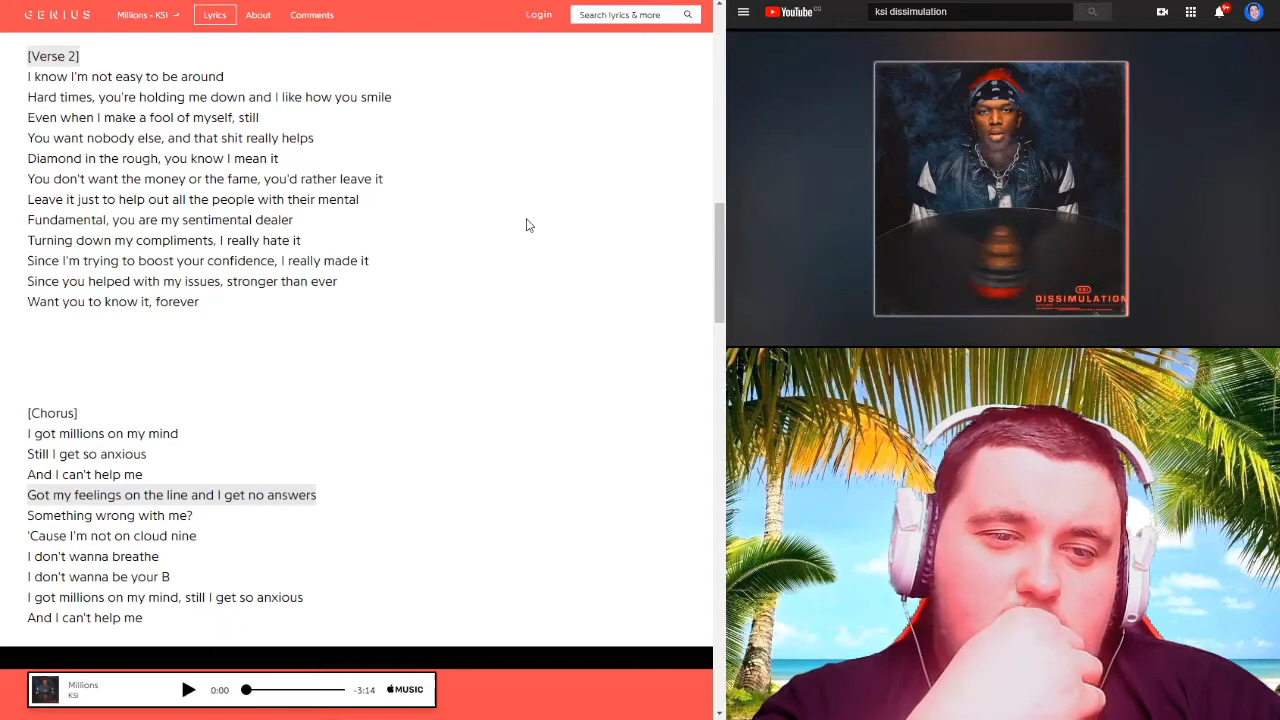 GENIUS
Millions - KSI
Lyrics
About
Comments
Login
Search lyrics & more
[Verse 2]
I know I'm not easy to be around
Hard times, you're holding me down and I like how you smile
Even when I make a fool of myself, still
You want nobody else, and that shit really helps
Diamond in the rough, you know I mean it
You don't want the money or the fame, you'd rather leave it
Leave it just to help out all the people with their mental
Fundamental, you are my sentimental dealer
Turning down my compliments, I really hate it
Since I'm trying to boost your confidence, I really made it
Since you helped with my issues, stronger than ever
Want you to know it, forever
[Chorus]
I got millions on my mind
Still I get so anxious
And I can't help me
Got my feelings on the line and I get no answers
Something wrong with me?
'Cause I'm not on cloud nine
I don't wanna breathe
I don't wanna be your B
I got millions on my mind, still I get so anxious
And I can't help me
Millions
KSI
0:00
-3:14
MUSIC
YouTube
ksi dissimulation
9+
KSI
DISSIMULATION